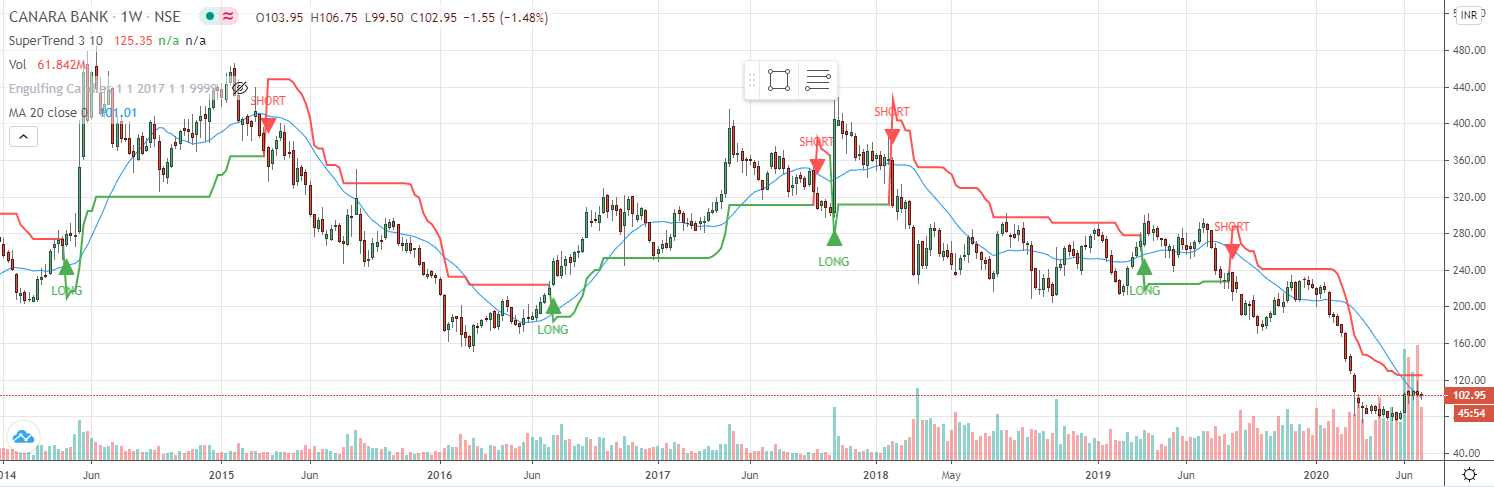 CANARA BANK · 1W · NSE
O103.95 H106.75 L99.50 C102.95 −1.55 (−1.48%)
SuperTrend 3 10 125.35 n/a n/a
Vol 61.842M
Engulfing Candles 1 1 2017 1 1 9999
MA 20 close 0 101.01
INR
480.00
440.00
400.00
360.00
320.00
280.00
240.00
200.00
160.00
120.00
102.95
45:54
40.00
SHORT
SHORT
SHORT
SHORT
LONG
LONG
LONG
LONG
2014 Jun 2015 Jun 2016 Jun 2017 Jun 2018 May 2019 Jun 2020 Jun